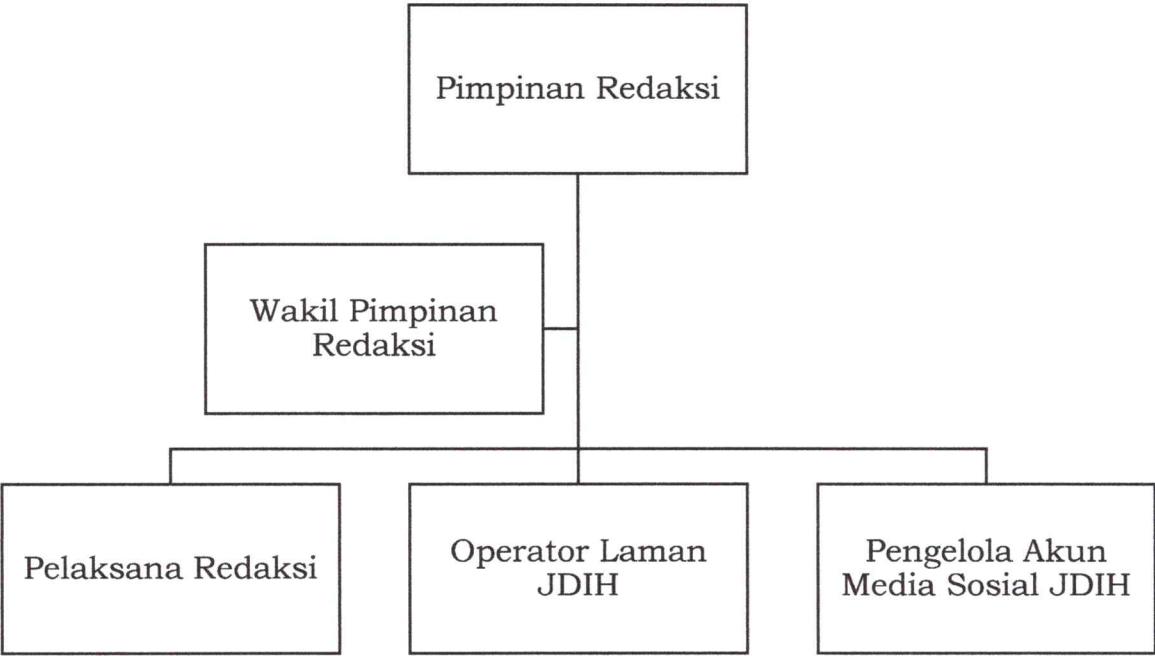 Pimpinan Redaksi
Wakil Pimpinan
Redaksi
Pelaksana Redaksi
Operator Laman
JDIH
Pengelola Akun
Media Sosial JDIH